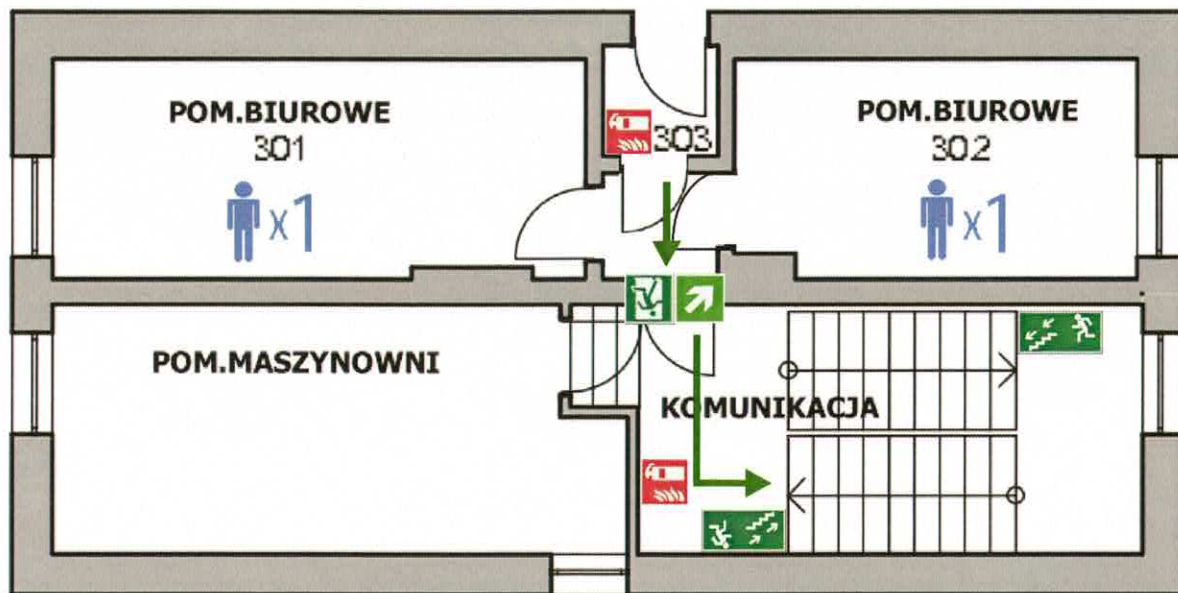 POM.BIUROWE
301
x1
303
POM.BIUROWE
302
x1
POM.MASZYNOWNI
KOMUNIKACJA